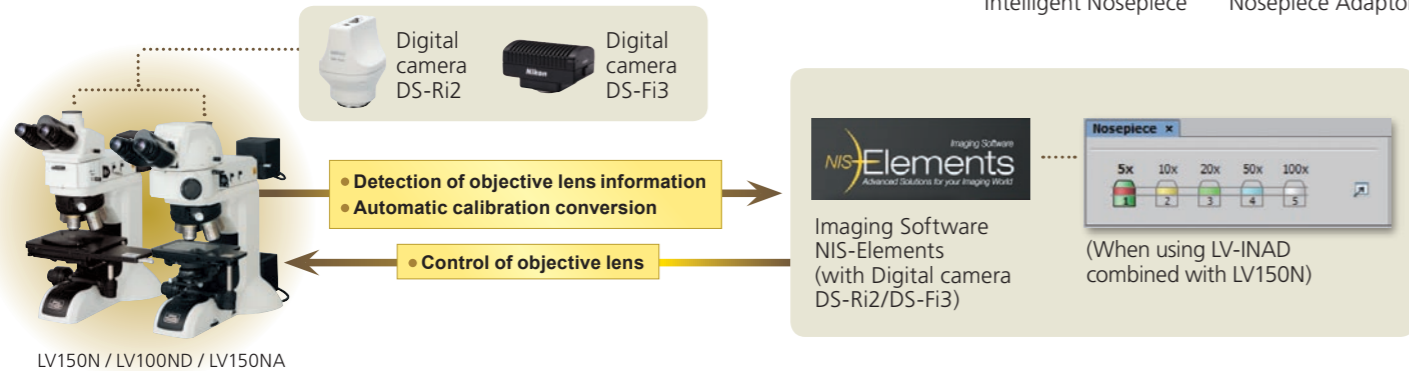 Intelligent Nosepiece
Nosepiece Adaptor
Digital
camera
DS-Ri2
Nikon
Digital
camera
DS-Fi3
• Detection of objective lens information
• Automatic calibration conversion
• Control of objective lens
Imaging Software
NIS-Elements
Advanced Solutions for your Imaging World
Imaging Software
NIS-Elements
(with Digital camera
DS-Ri2/DS-Fi3)
Nosepiece ×
5x 10x 20x 50x 100x
1 2 3 4 5
(When using LV-INAD
combined with LV150N)
LV150N / LV100ND / LV150NA